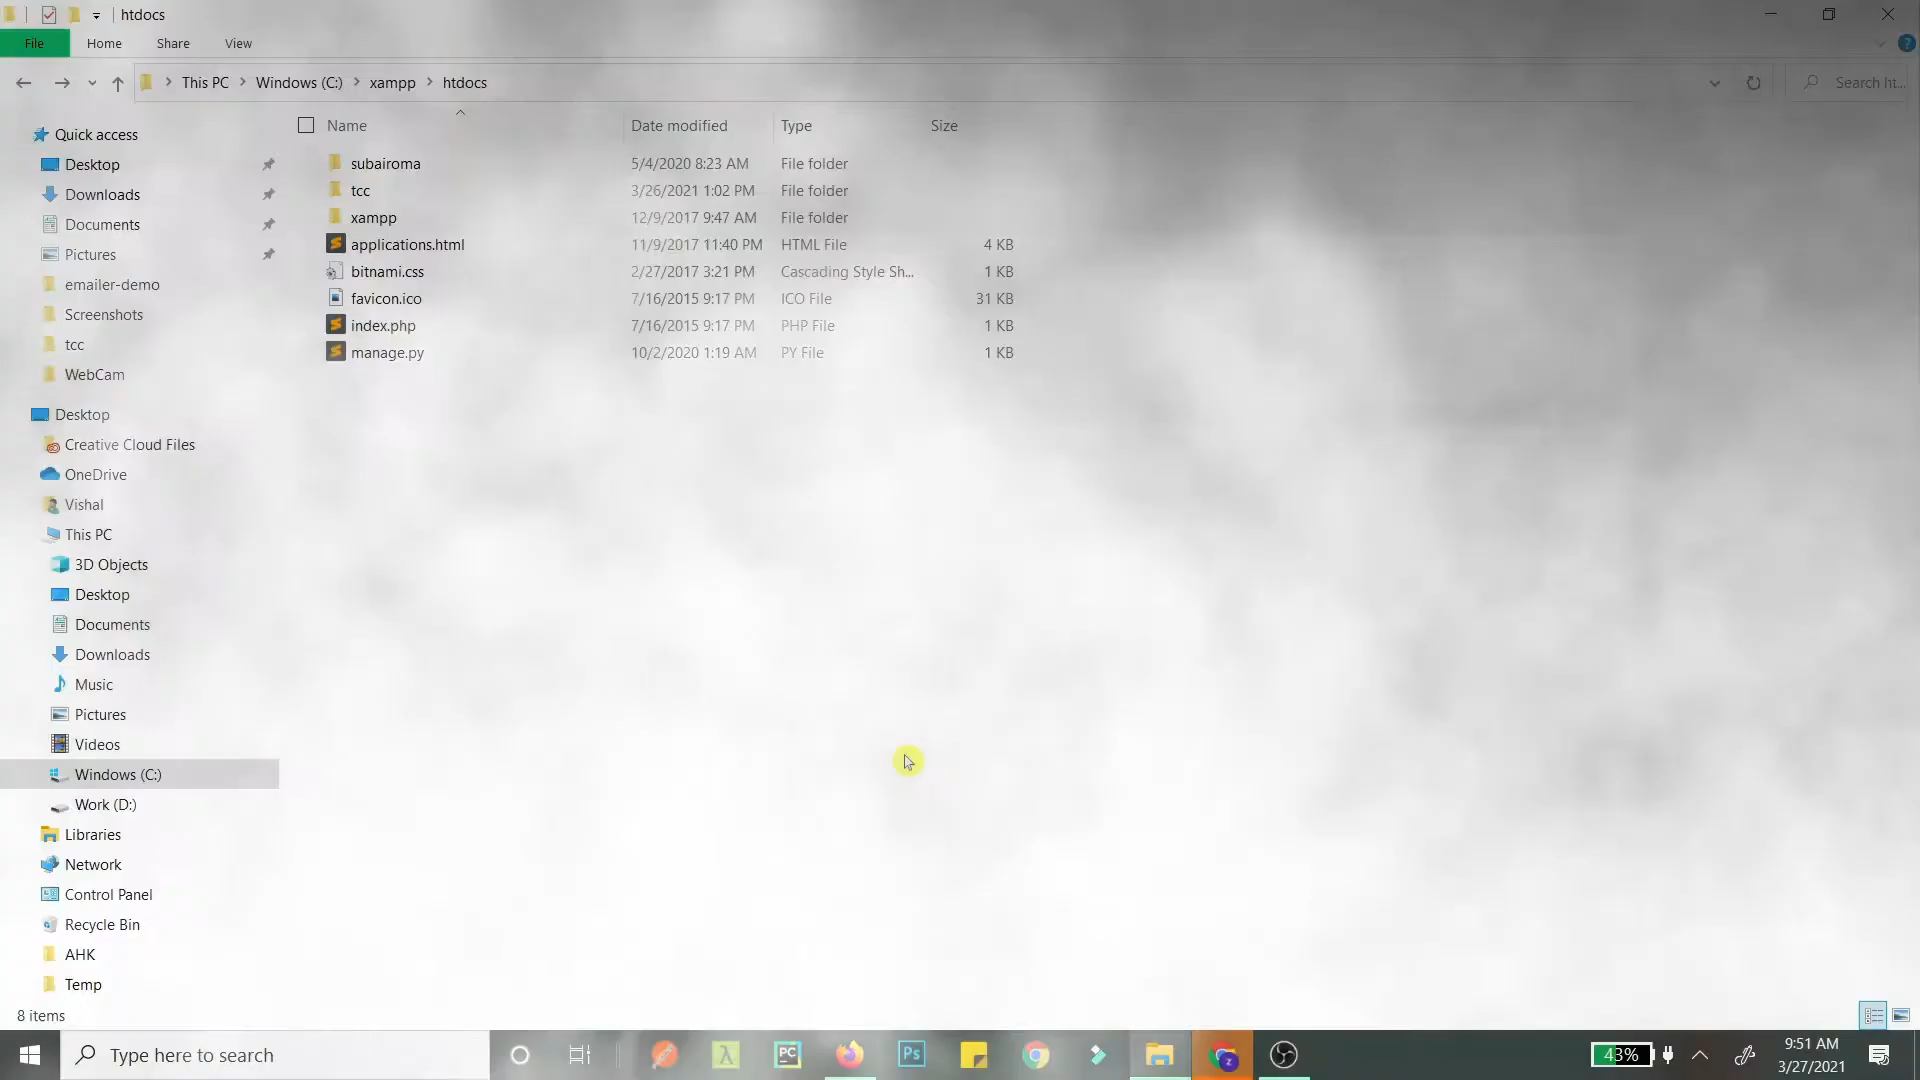 htdocs
File Home Share View
This PC Windows (C:) xampp htdocs Search ht...
Name Date modified Type Size
subairoma 5/4/2020 8:23 AM File folder
tcc 3/26/2021 1:02 PM File folder
xampp 12/9/2017 9:47 AM File folder
applications.html 11/9/2017 11:40 PM HTML File 4 KB
bitnami.css 2/27/2017 3:21 PM Cascading Style Sh... 1 KB
favicon.ico 7/16/2015 9:17 PM ICO File 31 KB
index.php 7/16/2015 9:17 PM PHP File 1 KB
manage.py 10/2/2020 1:19 AM PY File 1 KB
Quick access
Desktop
Downloads
Documents
Pictures
emailer-demo
Screenshots
tcc
WebCam
Desktop
Creative Cloud Files
OneDrive
Vishal
This PC
3D Objects
Desktop
Documents
Downloads
Music
Pictures
Videos
Windows (C:)
Work (D:)
Libraries
Network
Control Panel
Recycle Bin
AHK
Temp
8 items
Type here to search
PC
Ps
z
43%
9:51 AM
3/27/2021